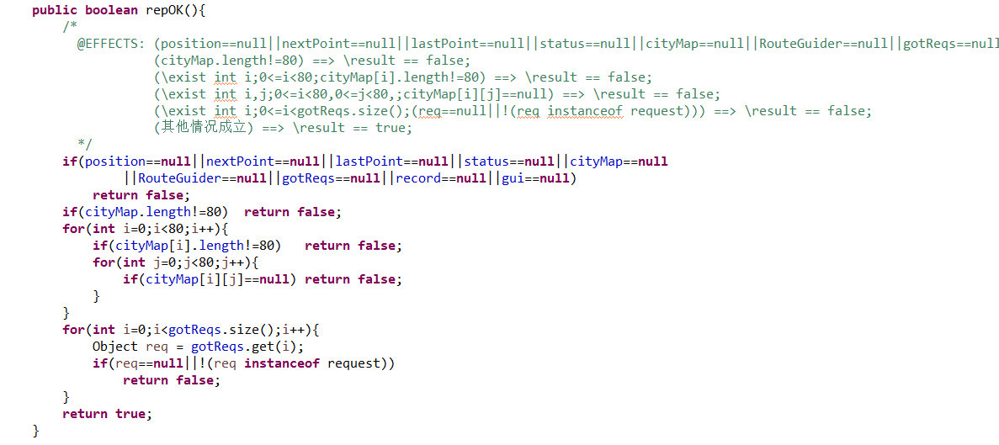 public boolean repOK(){
/*
@EFFECTS: (position==null||nextPoint==null||lastPoint==null||status==null||cityMap==null||RouteGuider==null||gotReqs==null
(cityMap.length!=80) ==> \result == false;
(\exist int i;0<=i<80;cityMap[i].length!=80) ==> \result == false;
(\exist int i,j;0<=i<80,0<=j<80,;cityMap[i][j]==null) ==> \result == false;
(\exist int i;0<=i<gotReqs.size();(req==null||!(req instanceof request))) ==> \result == false;
(其他情况成立) ==> \result == true;
*/
if(position==null||nextPoint==null||lastPoint==null||status==null||cityMap==null
||RouteGuider==null||gotReqs==null||record==null||gui==null)
return false;
if(cityMap.length!=80)  return false;
for(int i=0;i<80;i++){
if(cityMap[i].length!=80)   return false;
for(int j=0;j<80;j++){
if(cityMap[i][j]==null) return false;
}
}
for(int i=0;i<gotReqs.size();i++){
Object req = gotReqs.get(i);
if(req==null||!(req instanceof request))
return false;
}
return true;
}